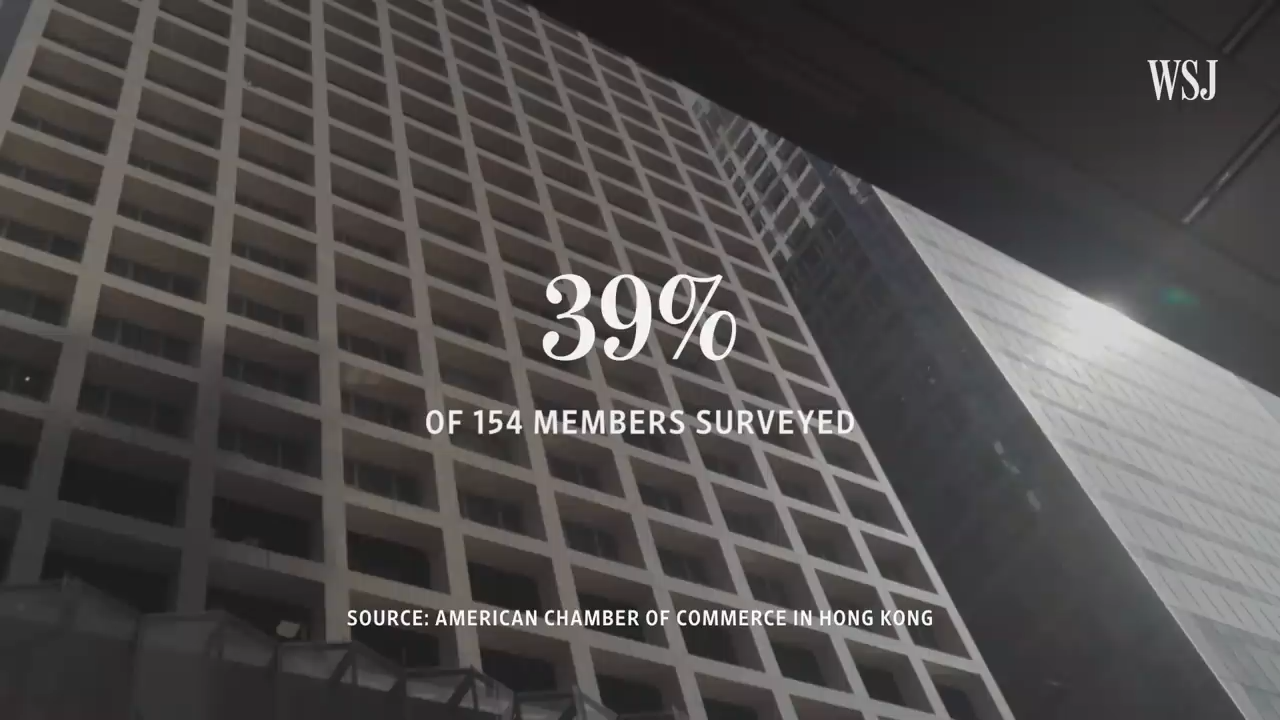 WSJ
39%
OF 154 MEMBERS SURVEYED
SOURCE: AMERICAN CHAMBER OF COMMERCE IN HONG KONG